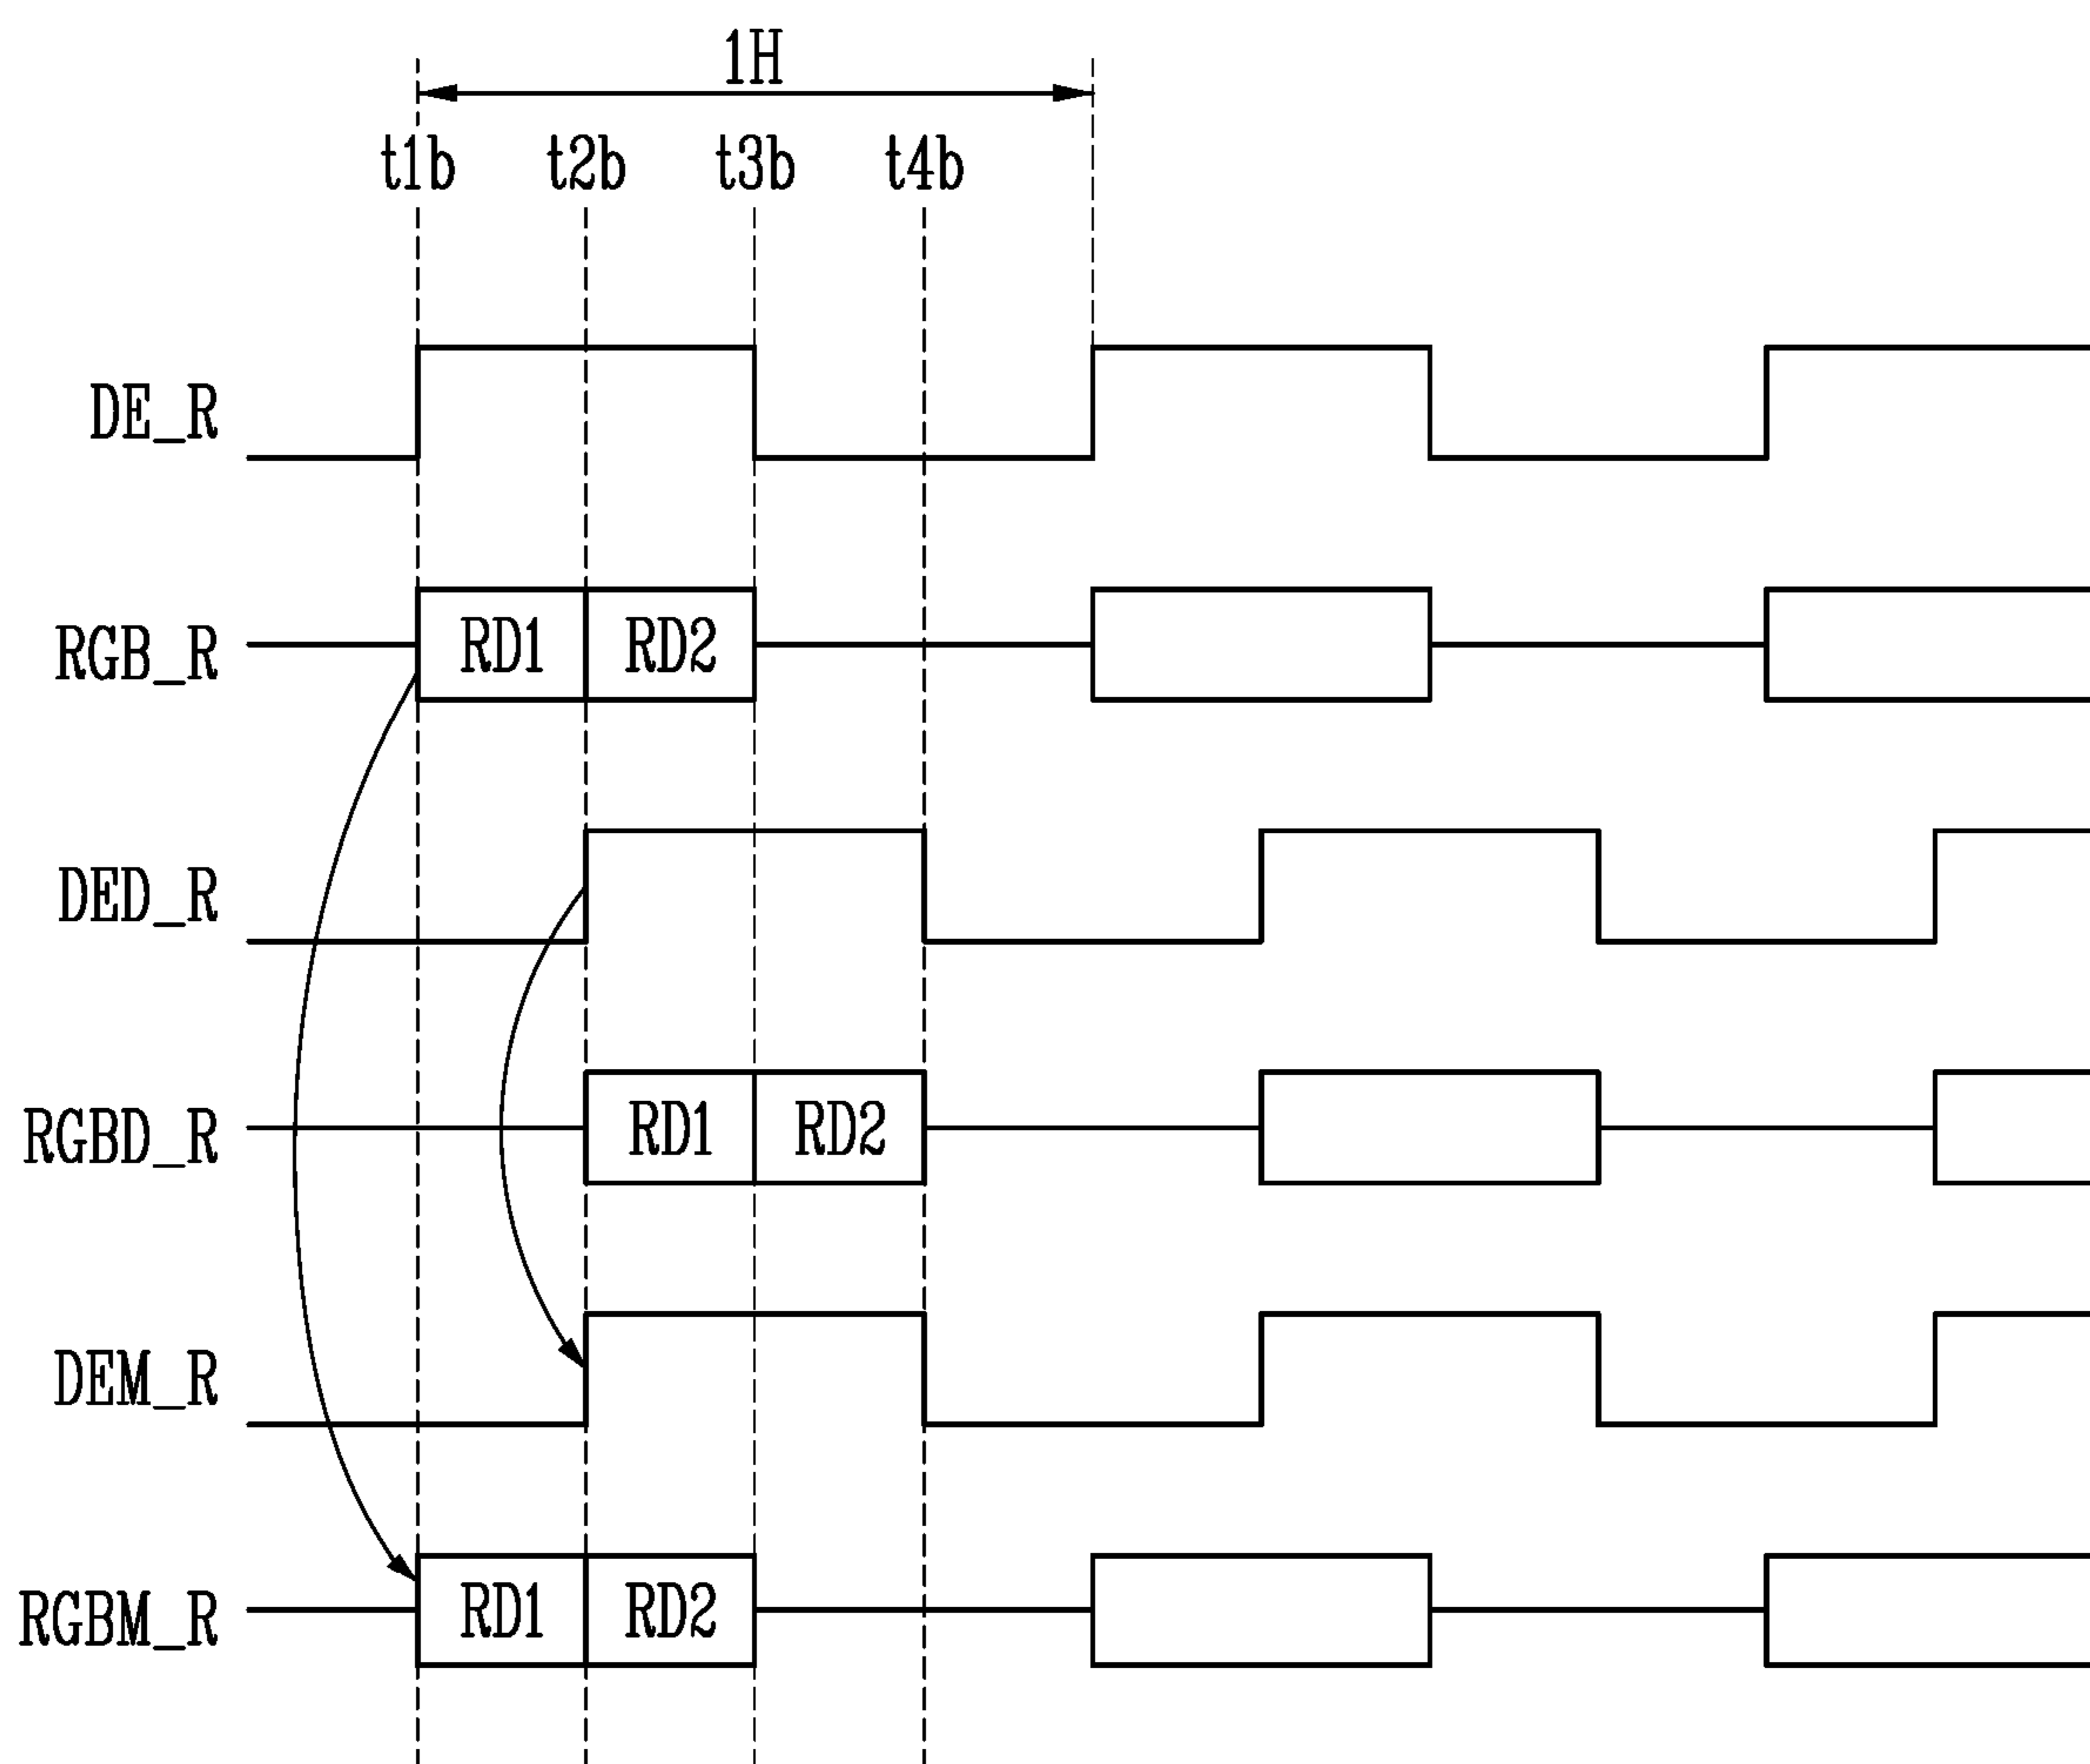 1H
t1b t2b t3b t4b
DE_R
RGB_R RD1 RD2
DED_R
RGBD_R RD1 RD2
DEM_R
RGBM_R RD1 RD2